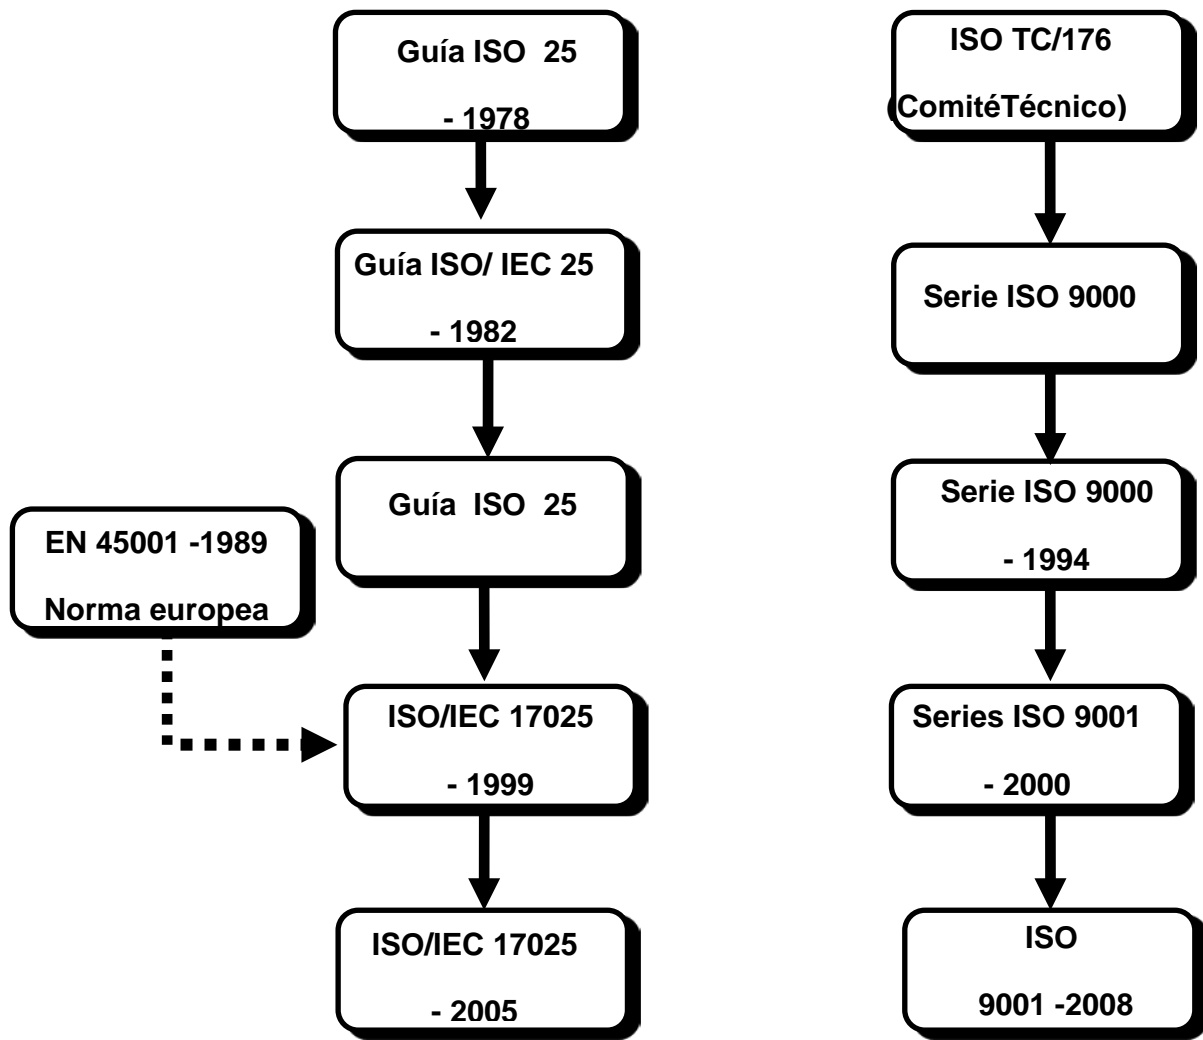 Guía ISO 25
- 1978
Guía ISO/ IEC 25
- 1982
Guía ISO 25
EN 45001 -1989
Norma europea
ISO/IEC 17025
- 1999
ISO/IEC 17025
- 2005
ISO TC/176
(ComitéTécnico)
Serie ISO 9000
Serie ISO 9000
- 1994
Series ISO 9001
- 2000
ISO
9001 -2008